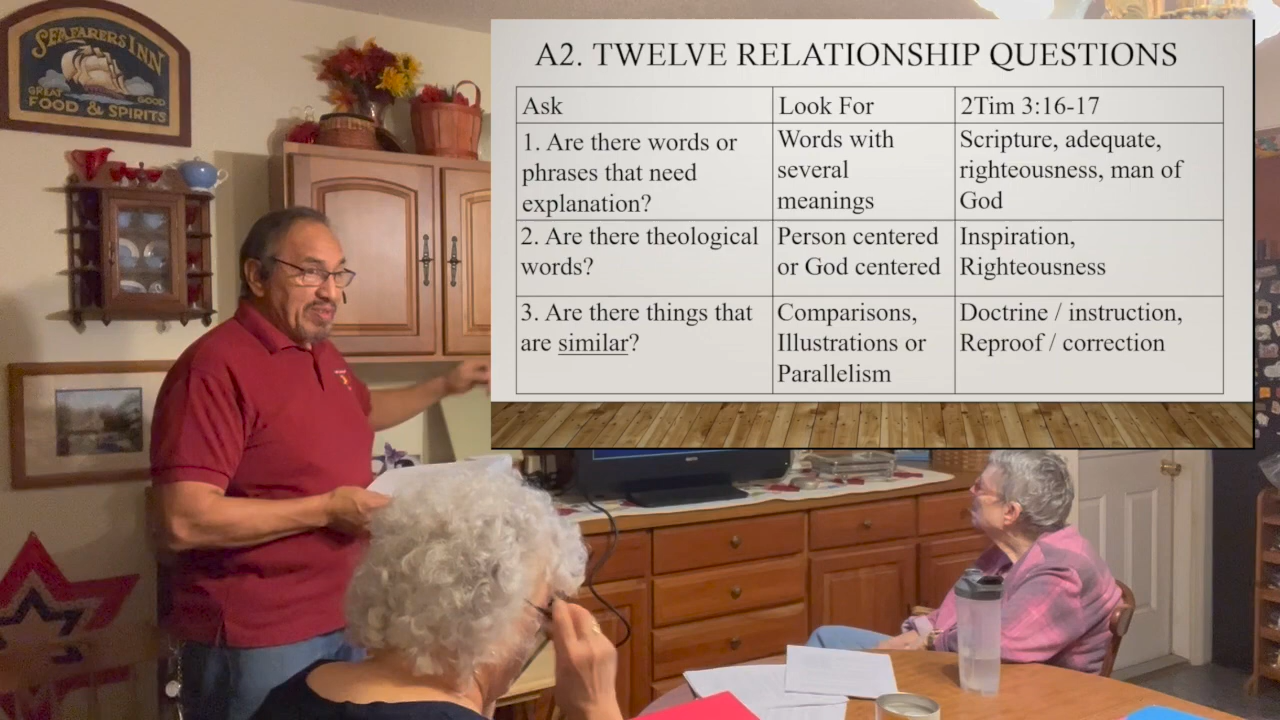 SEAFARERS INN
GREAT GOOD
FOOD & SPIRITS
A2. TWELVE RELATIONSHIP QUESTIONS
Ask Look For 2Tim 3:16-17
1. Are there words or phrases that need explanation?
Words with several meanings
Scripture, adequate, righteousness, man of God
2. Are there theological words?
Person centered or God centered
Inspiration, Righteousness
3. Are there things that are similar?
Comparisons, Illustrations or Parallelism
Doctrine / instruction, Reproof / correction